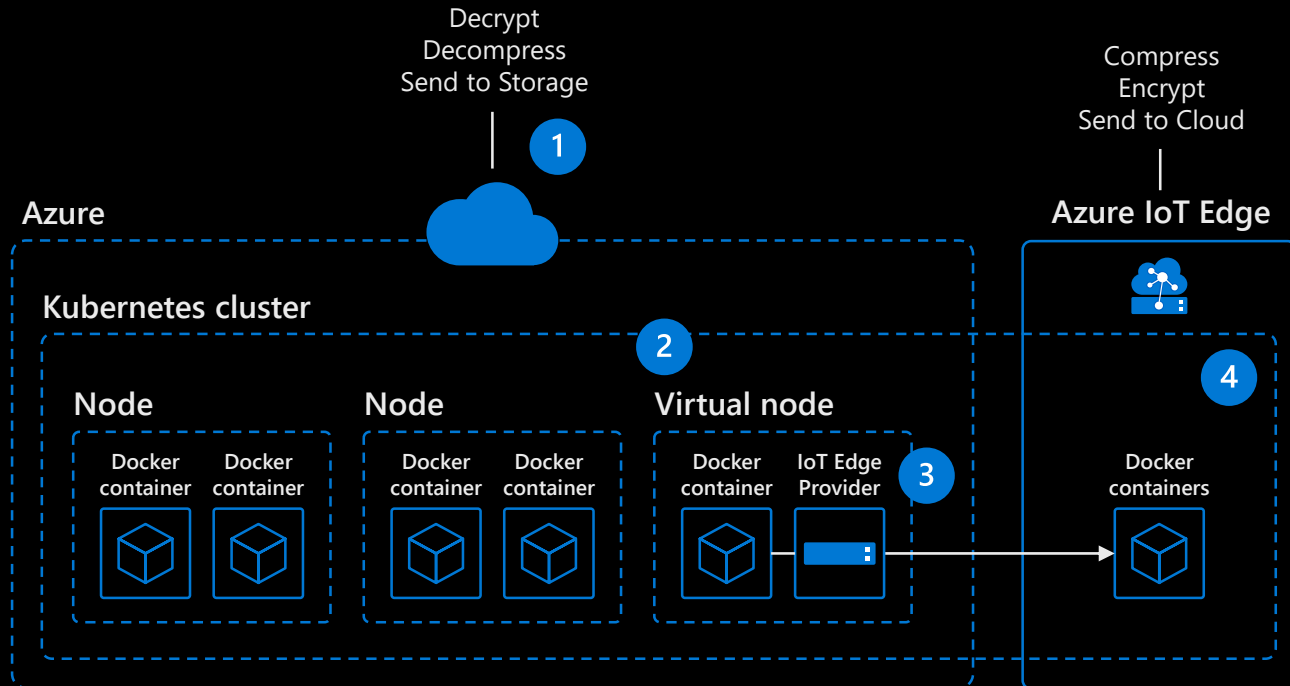 Decrypt
Decompress
Send to Storage
1
Compress
Encrypt
Send to Cloud
Azure
Azure IoT Edge
Kubernetes cluster
2
4
Node
Node
Virtual node
Docker
container
Docker
container
Docker
container
Docker
container
Docker
container
IoT Edge
Provider
3
Docker
containers